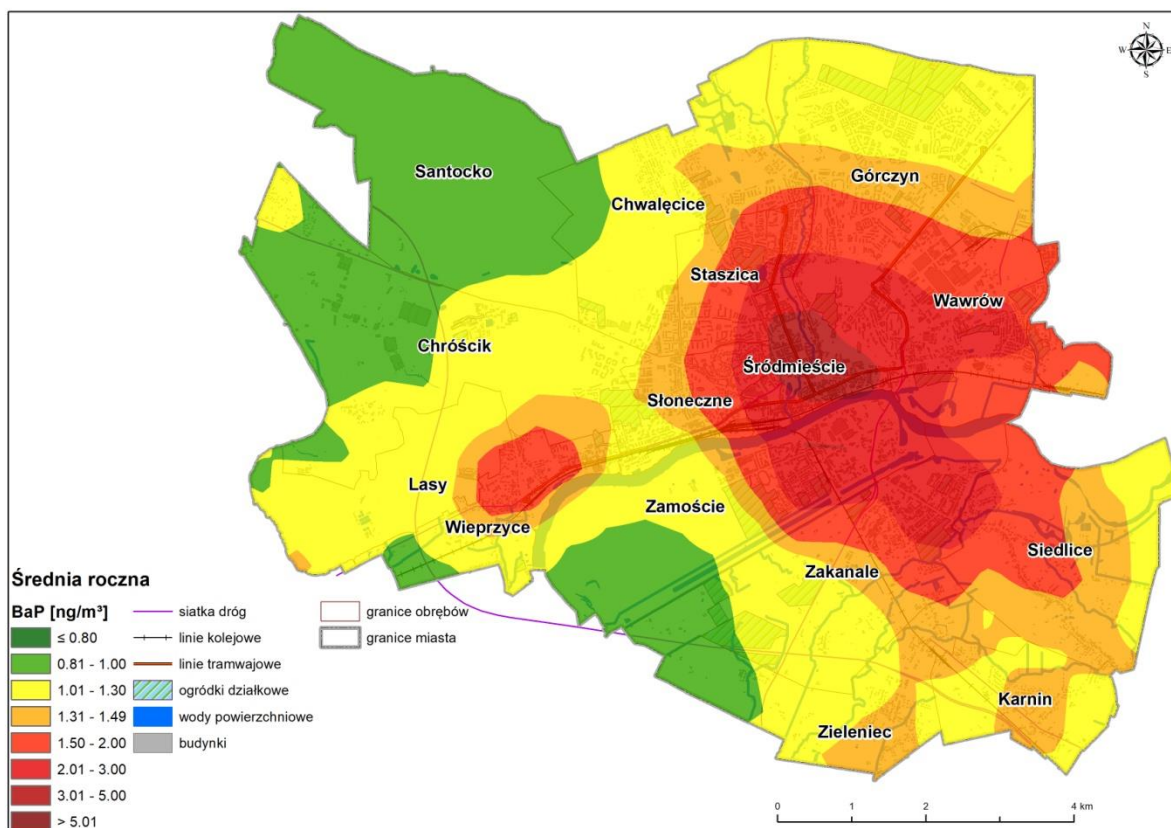 N
W E
S
Santocko
Górczyn
Chwalęcice
Staszica
Wawrów
Chróścik
Śródmieście
Słoneczne
Lasy
Zamoście
Wieprzyce
Siedlice
Zakanale
Karnin
Zieleniec
Średnia roczna
BaP [ng/m³]
≤ 0.80
0.81 - 1.00
1.01 - 1.30
1.31 - 1.49
1.50 - 2.00
2.01 - 3.00
3.01 - 5.00
> 5.01
siatka dróg
linie kolejowe
linie tramwajowe
ogródki działkowe
wody powierzchniowe
budynki
granice obrębów
granice miasta
0 1 2 4 km